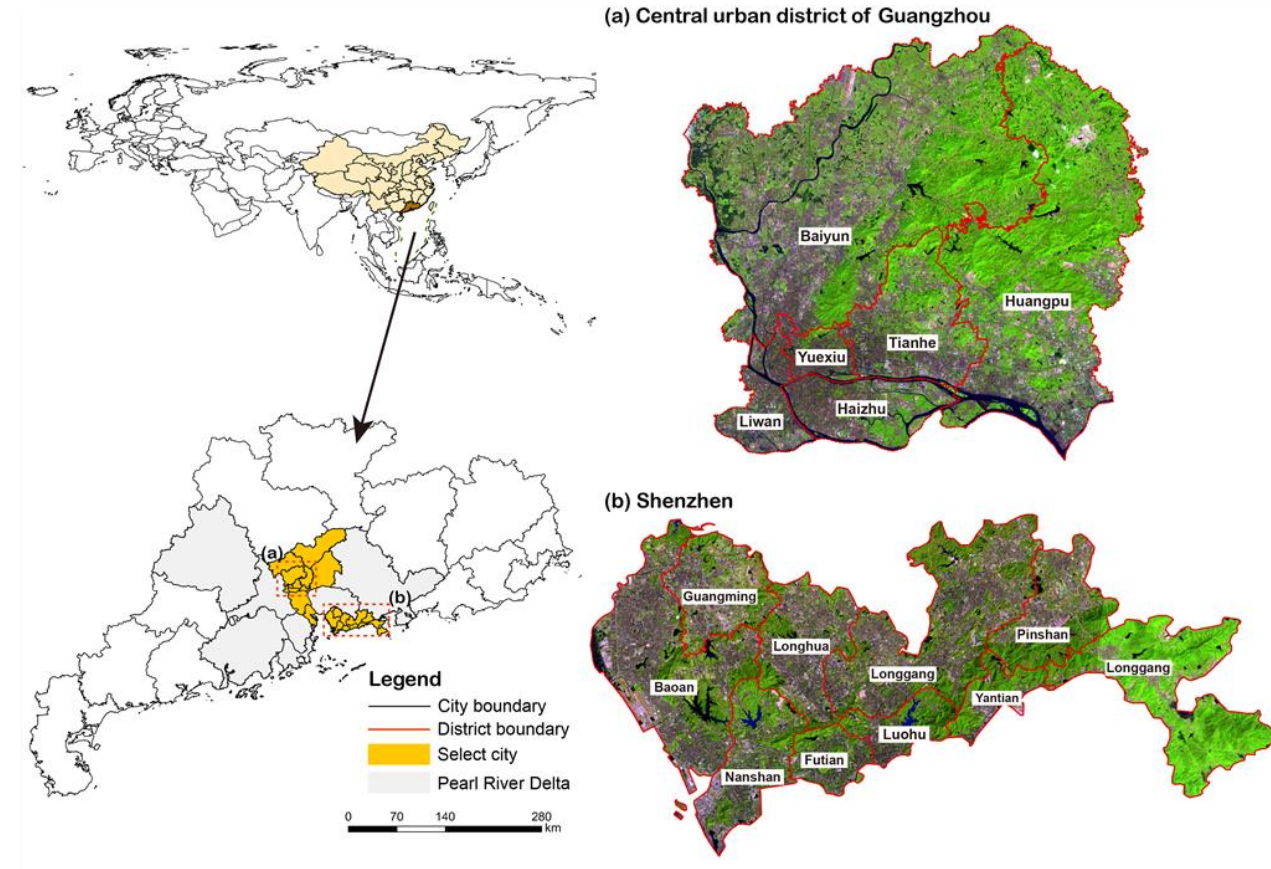 (a) Central urban district of Guangzhou
Baiyun
Huangpu
Tianhe
Yuexiu
Haizhu
Liwan
(b) Shenzhen
Guangming
Longhua
Pinshan
Longgang
Longgang
Baoan
Yantian
Luohu
Futian
Nanshan
(a)
(b)
Legend
City boundary
District boundary
Select city
Pearl River Delta
0 70 140 280
km